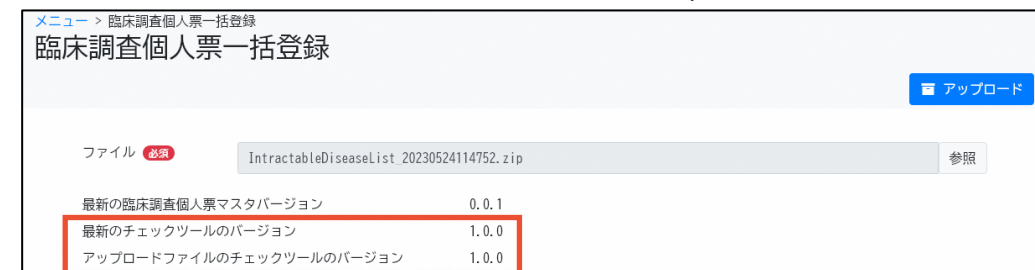 メニュー > 臨床調査個人票一括登録
臨床調査個人票一括登録
アップロード
ファイル 必須 IntractableDiseaseList_20230524114752.zip 参照
最新の臨床調査個人票マスタバージョン 0.0.1
最新のチェックツールのバージョン 1.0.0
アップロードファイルのチェックツールのバージョン 1.0.0